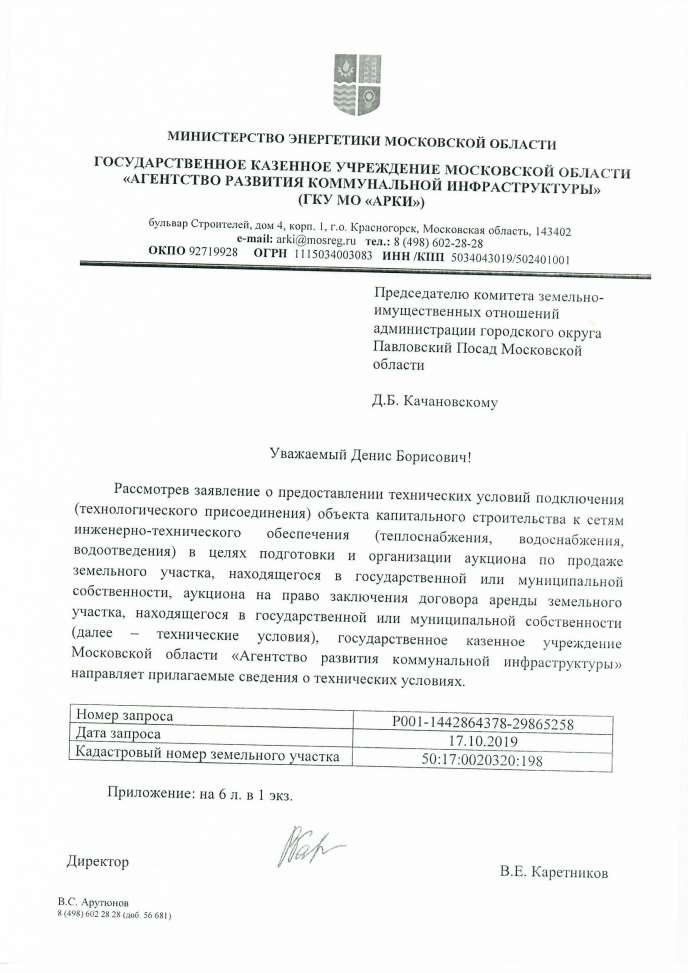 МИНИСТЕРСТВО ЭНЕРГЕТИКИ МОСКОВСКОЙ ОБЛАСТИ
ГОСУДАРСТВЕННОЕ КАЗЕННОЕ УЧРЕЖДЕНИЕ МОСКОВСКОЙ ОБЛАСТИ
«АГЕНТСТВО РАЗВИТИЯ КОММУНАЛЬНОЙ ИНФРАСТРУКТУРЫ»
(ГКУ МО «АРКИ»)
бульвар Строителей, дом 4, корп. 1, г.о. Красногорск, Московская область, 143402
e-mail: arki@mosreg.ru тел.: 8 (498) 602-28-28
ОКПО 92719928 ОГРН 1115034003083 ИНН /КПП 5034043019/502401001
Председателю комитета земельно-
имущественных отношений
администрации городского округа
Павловский Посад Московской
области
Д.Б. Качановскому
Уважаемый Денис Борисович!
Рассмотрев заявление о предоставлении технических условий подключения
(технологического присоединения) объекта капитального строительства к сетям
инженерно-технического обеспечения (теплоснабжения, водоснабжения,
водоотведения) в целях подготовки и организации аукциона по продаже
земельного участка, находящегося в государственной или муниципальной
собственности, аукциона на право заключения договора аренды земельного
участка, находящегося в государственной или муниципальной собственности
(далее – технические условия), государственное казенное учреждение
Московской области «Агентство развития коммунальной инфраструктуры»
направляет прилагаемые сведения о технических условиях.
Номер запроса P001-1442864378-29865258
Дата запроса 17.10.2019
Кадастровый номер земельного участка 50:17:0020320:198
Приложение: на 6 л. в 1 экз.
Директор В.Е. Каретников
В.С. Арутюнов
8 (498) 602 28 28 (доб. 56 681)